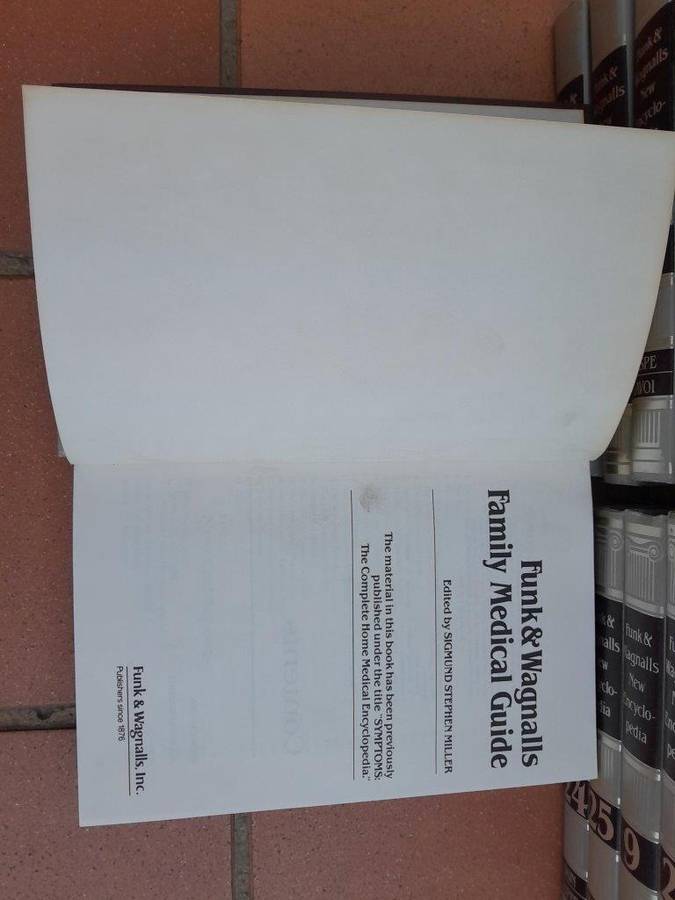 Funk & Wagnalls
Family Medical Guide
Edited by SIGMUND STEPHEN MILLER
The material in this book has been previously
published under the title "SYMPTOMS:
The Complete Home Medical Encyclopedia."
Funk & Wagnalls, Inc.
Publishers since 1876
Funk &
Wagnalls
New
Encyclo-
pedia
24
25
9